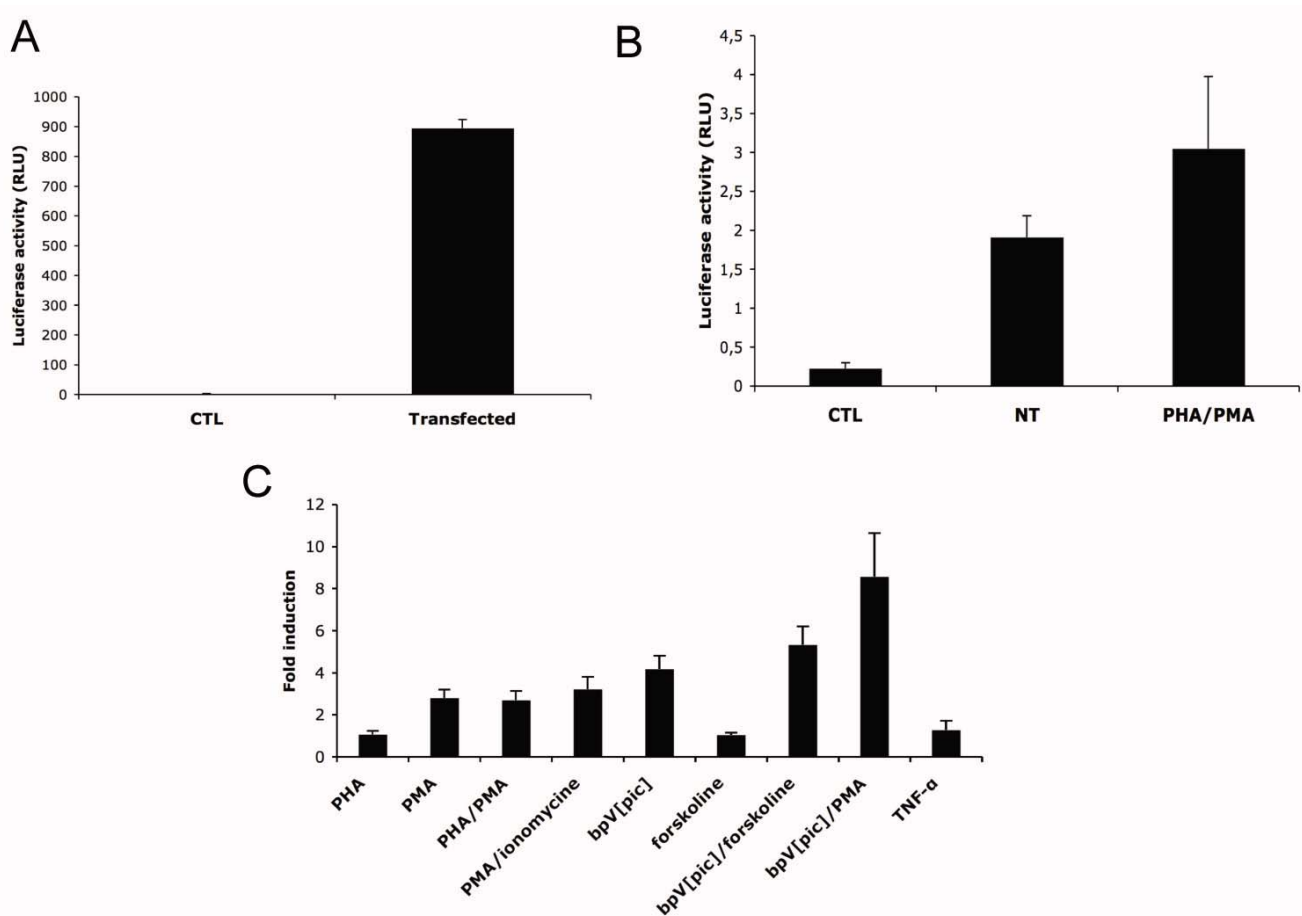 A
Luciferase activity (RLU)
1000
900
800
700
600
500
400
300
200
100
0
CTL
Transfected
B
Luciferase activity (RLU)
4,5
4
3,5
3
2,5
2
1,5
1
0,5
0
CTL
NT
PHA/PMA
C
Fold induction
12
10
8
6
4
2
0
PHA
PMA
PHA/PMA
PMA/ionomycine
bpV[pic]
forskoline
bpV[pic]/forskoline
bpV[pic]/PMA
TNF-α